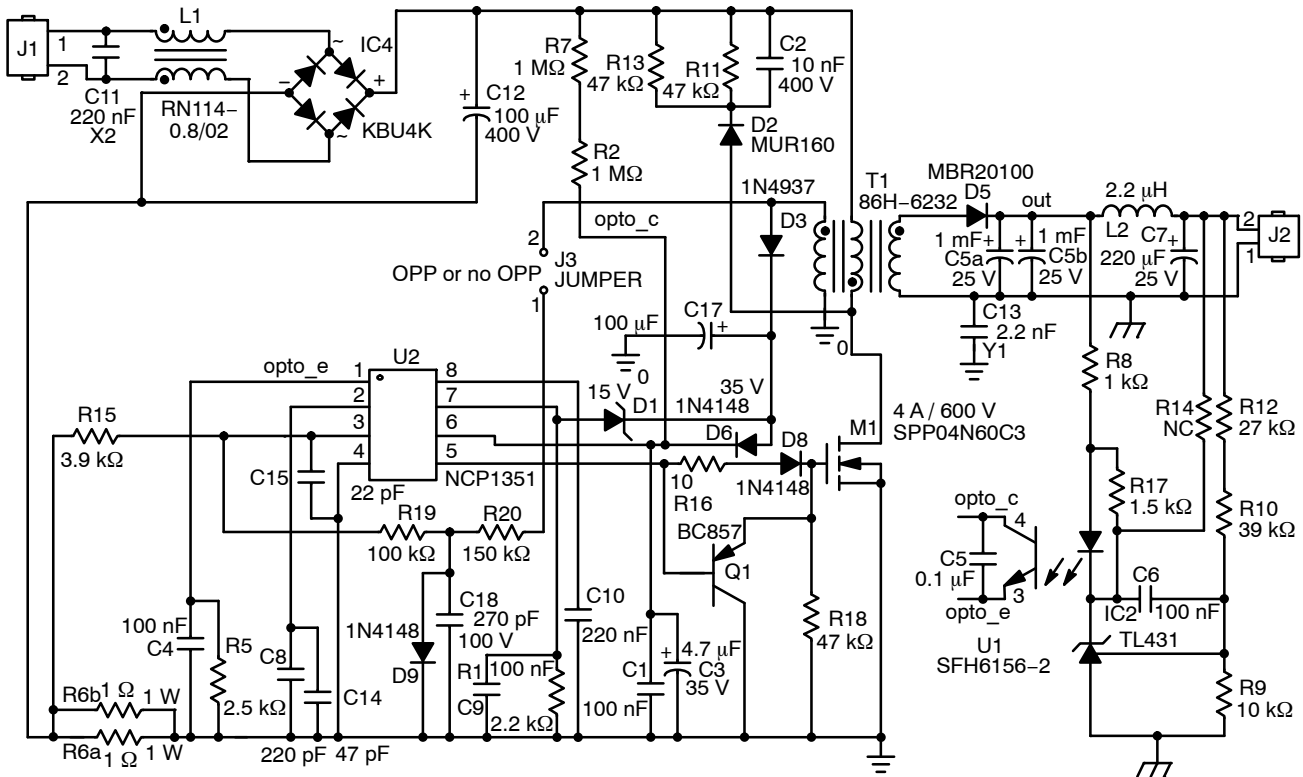 L1
J1
1
2
~
IC4
−
+
~
C11
220 nF
X2
RN114−
0.8/02
KBU4K
+
C12
100 μF
400 V
R7
1 MΩ
R13
47 kΩ
R11
47 kΩ
C2
10 nF
400 V
D2
MUR160
R2
1 MΩ
1N4937
opto_c
D3
T1
86H−6232
MBR20100
D5
out
2.2 μH
L2
2
1
J2
1 mF
+
C5a
25 V
+
1 mF
C5b
25 V
C7
+
220
μF
25 V
2
J3
OPP or no OPP
JUMPER
1
C17
100 μF
+
0
35 V
0
C13
2.2 nF
Y1
R8
1 kΩ
opto_e
U2
1
2
3
4
8
7
6
5
NCP1351
15 V
D1
1N4148
D6
D8
1N4148
M1
4 A / 600 V
SPP04N60C3
R14
NC
R12
27 kΩ
R15
3.9 kΩ
C15
22 pF
10
R16
R19
100 kΩ
R20
150 kΩ
BC857
Q1
R17
1.5 kΩ
R10
39 kΩ
opto_c
4
C5
0.1 μF
3
opto_e
U1
SFH6156−2
C6
100 nF
IC2
TL431
R9
10 kΩ
100 nF
C4
R5
2.5 kΩ
C8
C14
1N4148
D9
C18
270 pF
100 V
R1
100 nF
C9
2.2 kΩ
C10
220 nF
C1
100 nF
4.7 μF
+
C3
35 V
R18
47 kΩ
R6b
1 Ω
1 W
R6a
1 Ω
1 W
220 pF
47 pF